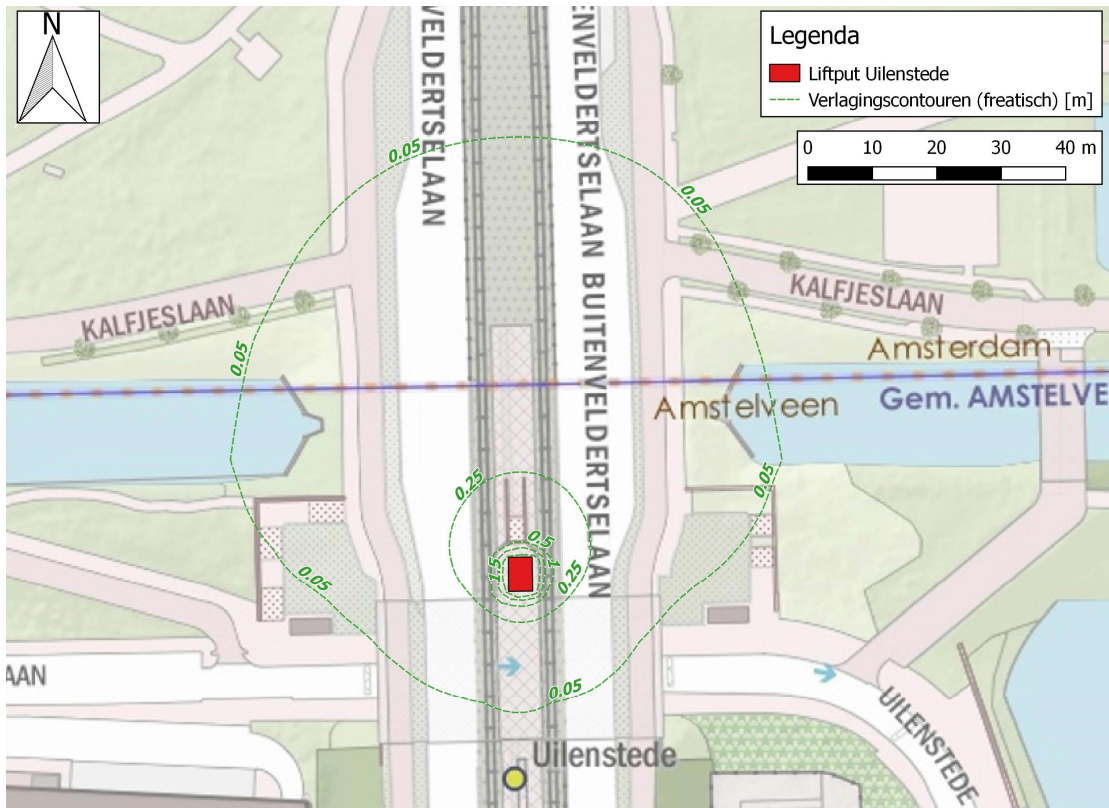 N
VELDERTSELAAN
ENVELDERTSELAAN BUITENVELDERTSELAAN
Legenda
Liftput Uilenstede
Verlagingscontouren (freatisch) [m]
0 10 20 30 40 m
0.05
0.05
KALFJESLAAN
KALFJESLAAN
0.05
Amsterdam
Amstelveen
Gem. AMSTELVE
0.25
0.05
0.5
1.5
1
0.25
0.05
LAAN
0.05
UILENSTEDE
Uilenstede